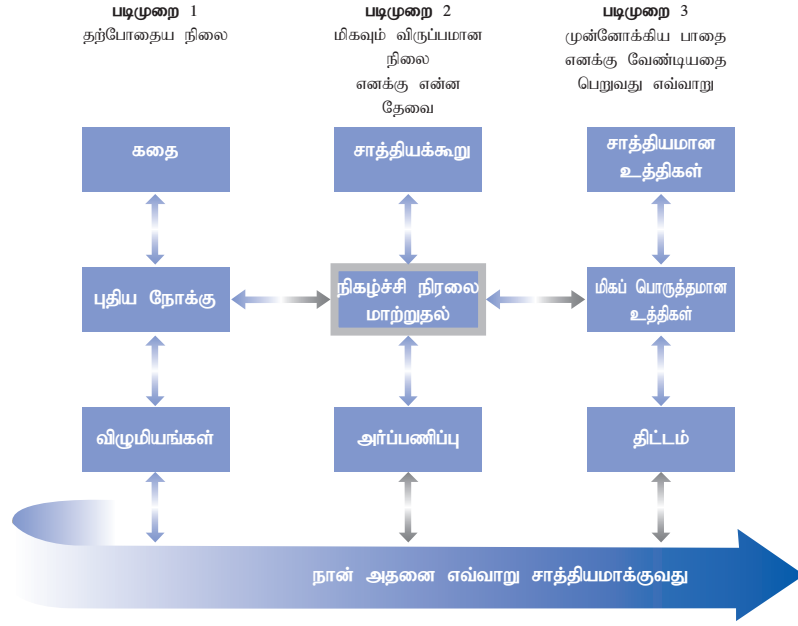 படிமுறை 1
தற்போதைய நிலை
படிமுறை 2
மிகவும் விருப்பமான
நிலை
எனக்கு என்ன
தேவை
படிமுறை 3
முன்னோக்கிய பாதை
எனக்கு வேண்டியதை
பெறுவது எவ்வாறு
கதை
சாத்தியக்கூறு
சாத்தியமான
உத்திகள்
புதிய நோக்கு
நிகழ்ச்சி நிரலை
மாற்றுதல்
மிகப் பொருத்தமான
உத்திகள்
விழுமியங்கள்
அர்ப்பணிப்பு
திட்டம்
நான் அதனை எவ்வாறு சாத்தியமாக்குவது